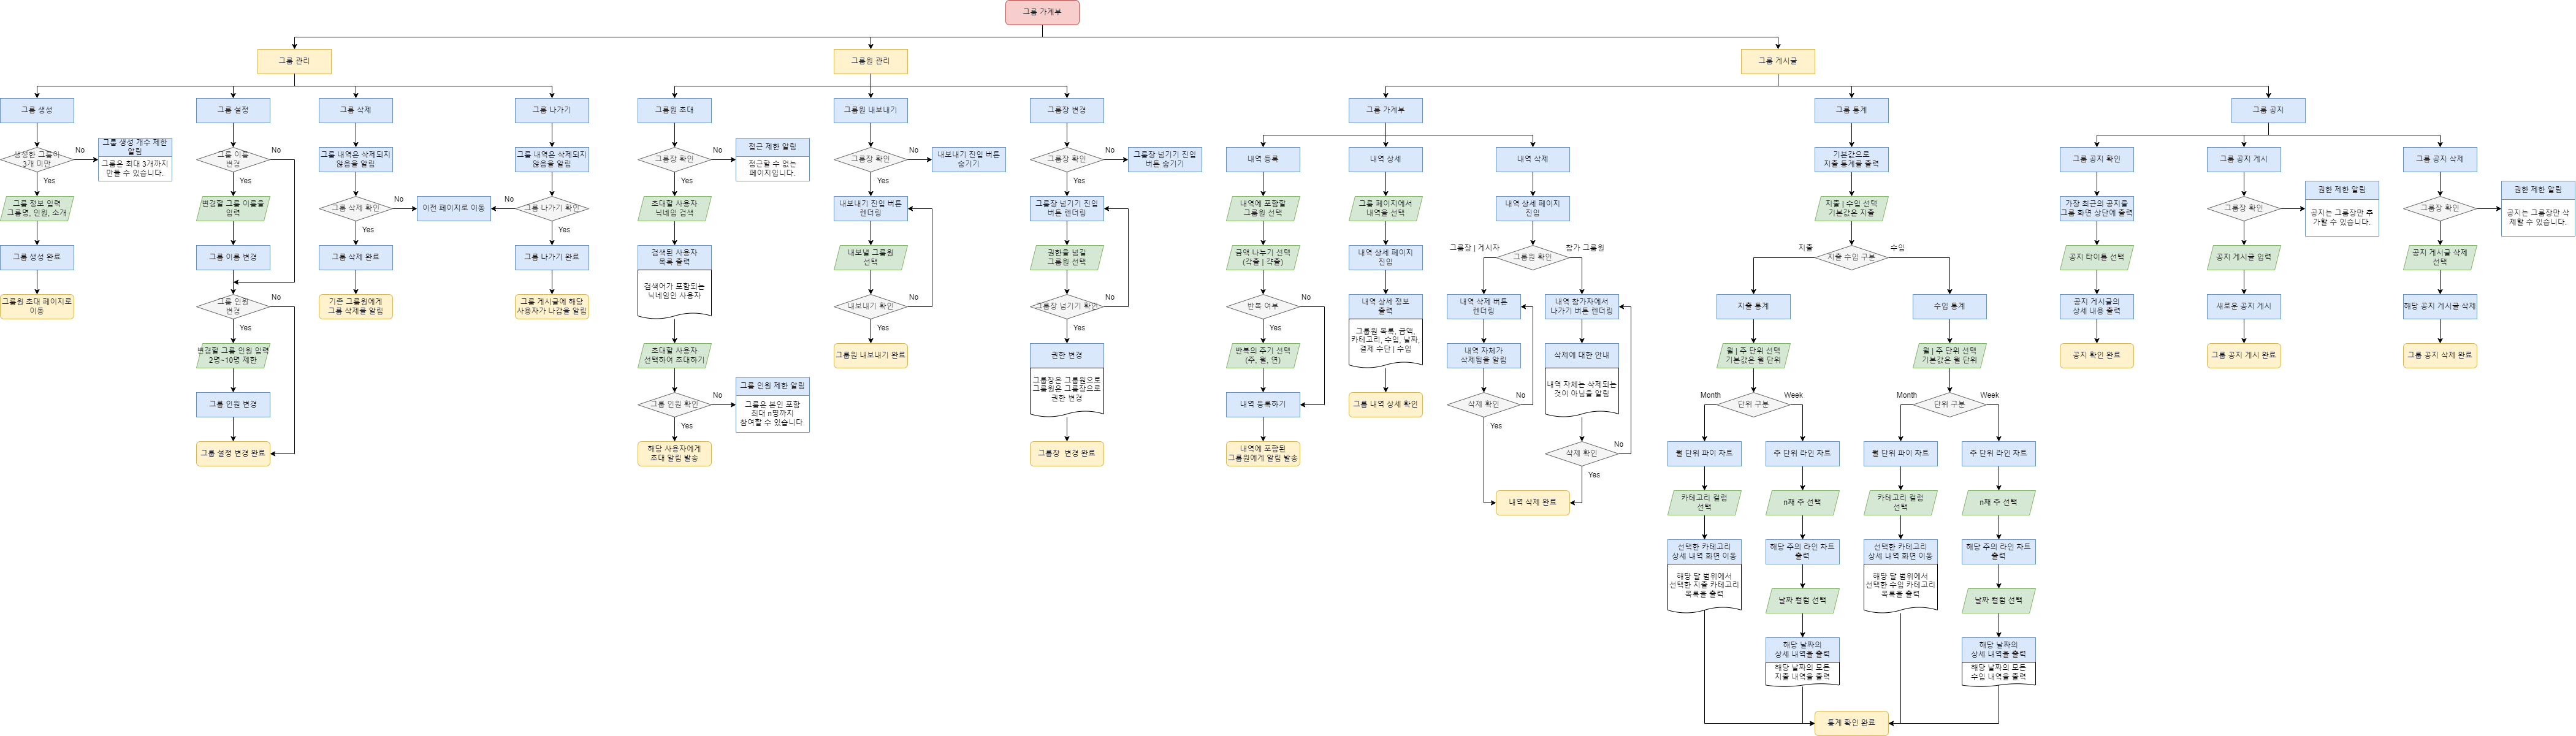 그룹 가계부
그룹 관리
그룹원 관리
그룹 게시글
그룹 생성
그룹 설정
그룹 삭제
그룹 나가기
그룹원 초대
그룹원 내보내기
그룹장 변경
그룹 가계부
그룹 통계
그룹 공지
생성한 그룹이
3개 미만
No
Yes
그룹 생성 개수 제한
알림
그룹은 최대 3개까지
만들 수 있습니다.
그룹 정보 입력
그룹명, 인원, 소개
그룹 생성 완료
그룹원 초대 페이지로
이동
그룹 이름
변경
No
Yes
변경할 그룹 이름을
입력
그룹 이름 변경
그룹 인원
변경
No
Yes
변경할 그룹 인원 입력
2명~10명 제한
그룹 인원 변경
그룹 설정 변경 완료
그룹 내역은 삭제되지
않음을 알림
그룹 삭제 확인
No
Yes
이전 페이지로 이동
그룹 삭제 완료
기존 그룹원에게
그룹 삭제를 알림
그룹 내역은 삭제되지
않음을 알림
No
그룹 나가기 확인
Yes
그룹 나가기 완료
그룹 게시글에 해당
사용자가 나감을 알림
그룹장 확인
No
Yes
접근 제한 알림
접근할 수 없는
페이지입니다.
초대할 사용자
닉네임 검색
검색된 사용자
목록 출력
검색어가 포함되는
닉네임인 사용자
초대할 사용자
선택하여 초대하기
그룹 인원 확인
No
Yes
그룹 인원 제한 알림
그룹은 본인 포함
최대 n명까지
참여할 수 있습니다.
해당 사용자에게
초대 알림 발송
그룹장 확인
No
Yes
내보내기 진입 버튼
숨기기
내보내기 진입 버튼
렌더링
내보낼 그룹원
선택
내보내기 확인
No
Yes
그룹원 내보내기 완료
그룹장 확인
No
Yes
그룹장 넘기기 진입
버튼 숨기기
그룹장 넘기기 진입
버튼 렌더링
권한을 넘길
그룹원 선택
그룹장 넘기기 확인
No
Yes
권한 변경
그룹장은 그룹원으로
그룹원은 그룹장으로
권한 변경
그룹장 변경 완료
내역 등록
내역에 포함할
그룹원 선택
금액 나누기 선택
(각출 | 갹출)
반복 여부
No
Yes
반복의 주기 선택
(주, 월, 연)
내역 등록하기
내역에 포함된
그룹원에게 알림 발송
내역 상세
그룹 페이지에서
내역을 선택
내역 상세 페이지
진입
내역 상세 정보
출력
그룹원 목록, 금액,
카테고리, 수입, 날짜,
결제 수단 | 수입
그룹 내역 상세 확인
내역 삭제
내역 상세 페이지
진입
그룹장 | 게시자
그룹원 확인
참가 그룹원
내역 삭제 버튼
렌더링
내역 자체가
삭제됨을 알림
삭제 확인
No
Yes
내역 참가자에서
나가기 버튼 렌더링
삭제에 대한 안내
내역 자체는 삭제되는
것이 아님을 알림
삭제 확인
No
Yes
내역 삭제 완료
기본값으로
지출 통계를 출력
지출 | 수입 선택
기본값은 지출
지출
수입
지출 수입 구분
지출 통계
월 | 주 단위 선택
기본값은 월 단위
Month
단위 구분
Week
월 단위 파이 차트
카테고리 컬럼
선택
선택한 카테고리
상세 내역 화면 이동
해당 달 범위에서
선택한 지출 카테고리
목록을 출력
주 단위 라인 차트
n째 주 선택
해당 주의 라인 차트
출력
날짜 컬럼 선택
해당 날짜의
상세 내역을 출력
해당 날짜의 모든
지출 내역을 출력
수입 통계
월 | 주 단위 선택
기본값은 월 단위
Month
단위 구분
Week
월 단위 파이 차트
카테고리 컬럼
선택
선택한 카테고리
상세 내역 화면 이동
해당 달 범위에서
선택한 수입 카테고리
목록을 출력
주 단위 라인 차트
n째 주 선택
해당 주의 라인 차트
출력
날짜 컬럼 선택
해당 날짜의
상세 내역을 출력
해당 날짜의 모든
수입 내역을 출력
통계 확인 완료
그룹 공지 확인
가장 최근의 공지를
그룹 화면 상단에 출력
공지 타이틀 선택
공지 게시글의
상세 내용 출력
공지 확인 완료
그룹 공지 게시
그룹장 확인
권한 제한 알림
공지는 그룹장만 추
가할 수 있습니다.
공지 게시글 입력
새로운 공지 게시
그룹 공지 게시 완료
그룹 공지 삭제
그룹장 확인
권한 제한 알림
공지는 그룹장만 삭
제할 수 있습니다.
공지 게시글 삭제
선택
해당 공지 게시글 삭제
그룹 공지 삭제 완료